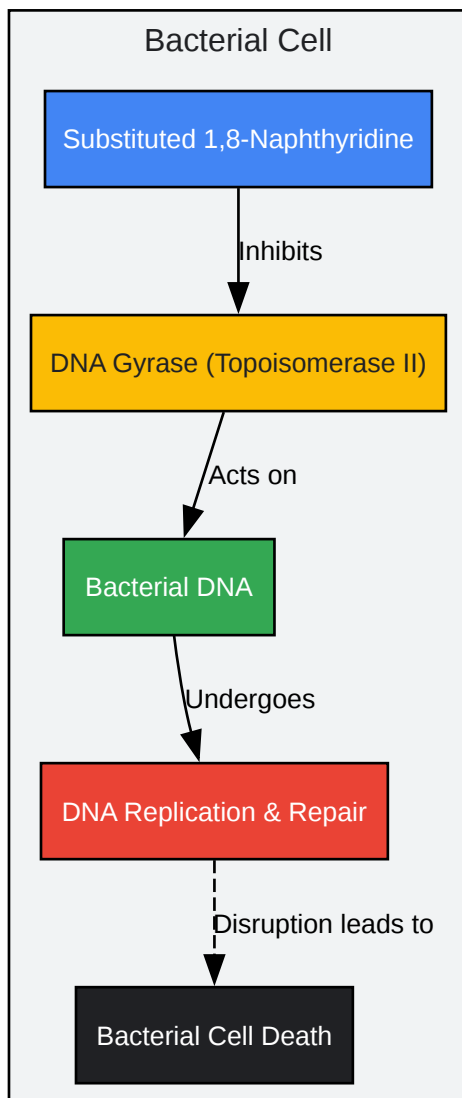 Bacterial Cell
Substituted 1,8-Naphthyridine
Inhibits
DNA Gyrase (Topoisomerase II)
Acts on
Bacterial DNA
Undergoes
DNA Replication & Repair
Disruption leads to
Bacterial Cell Death